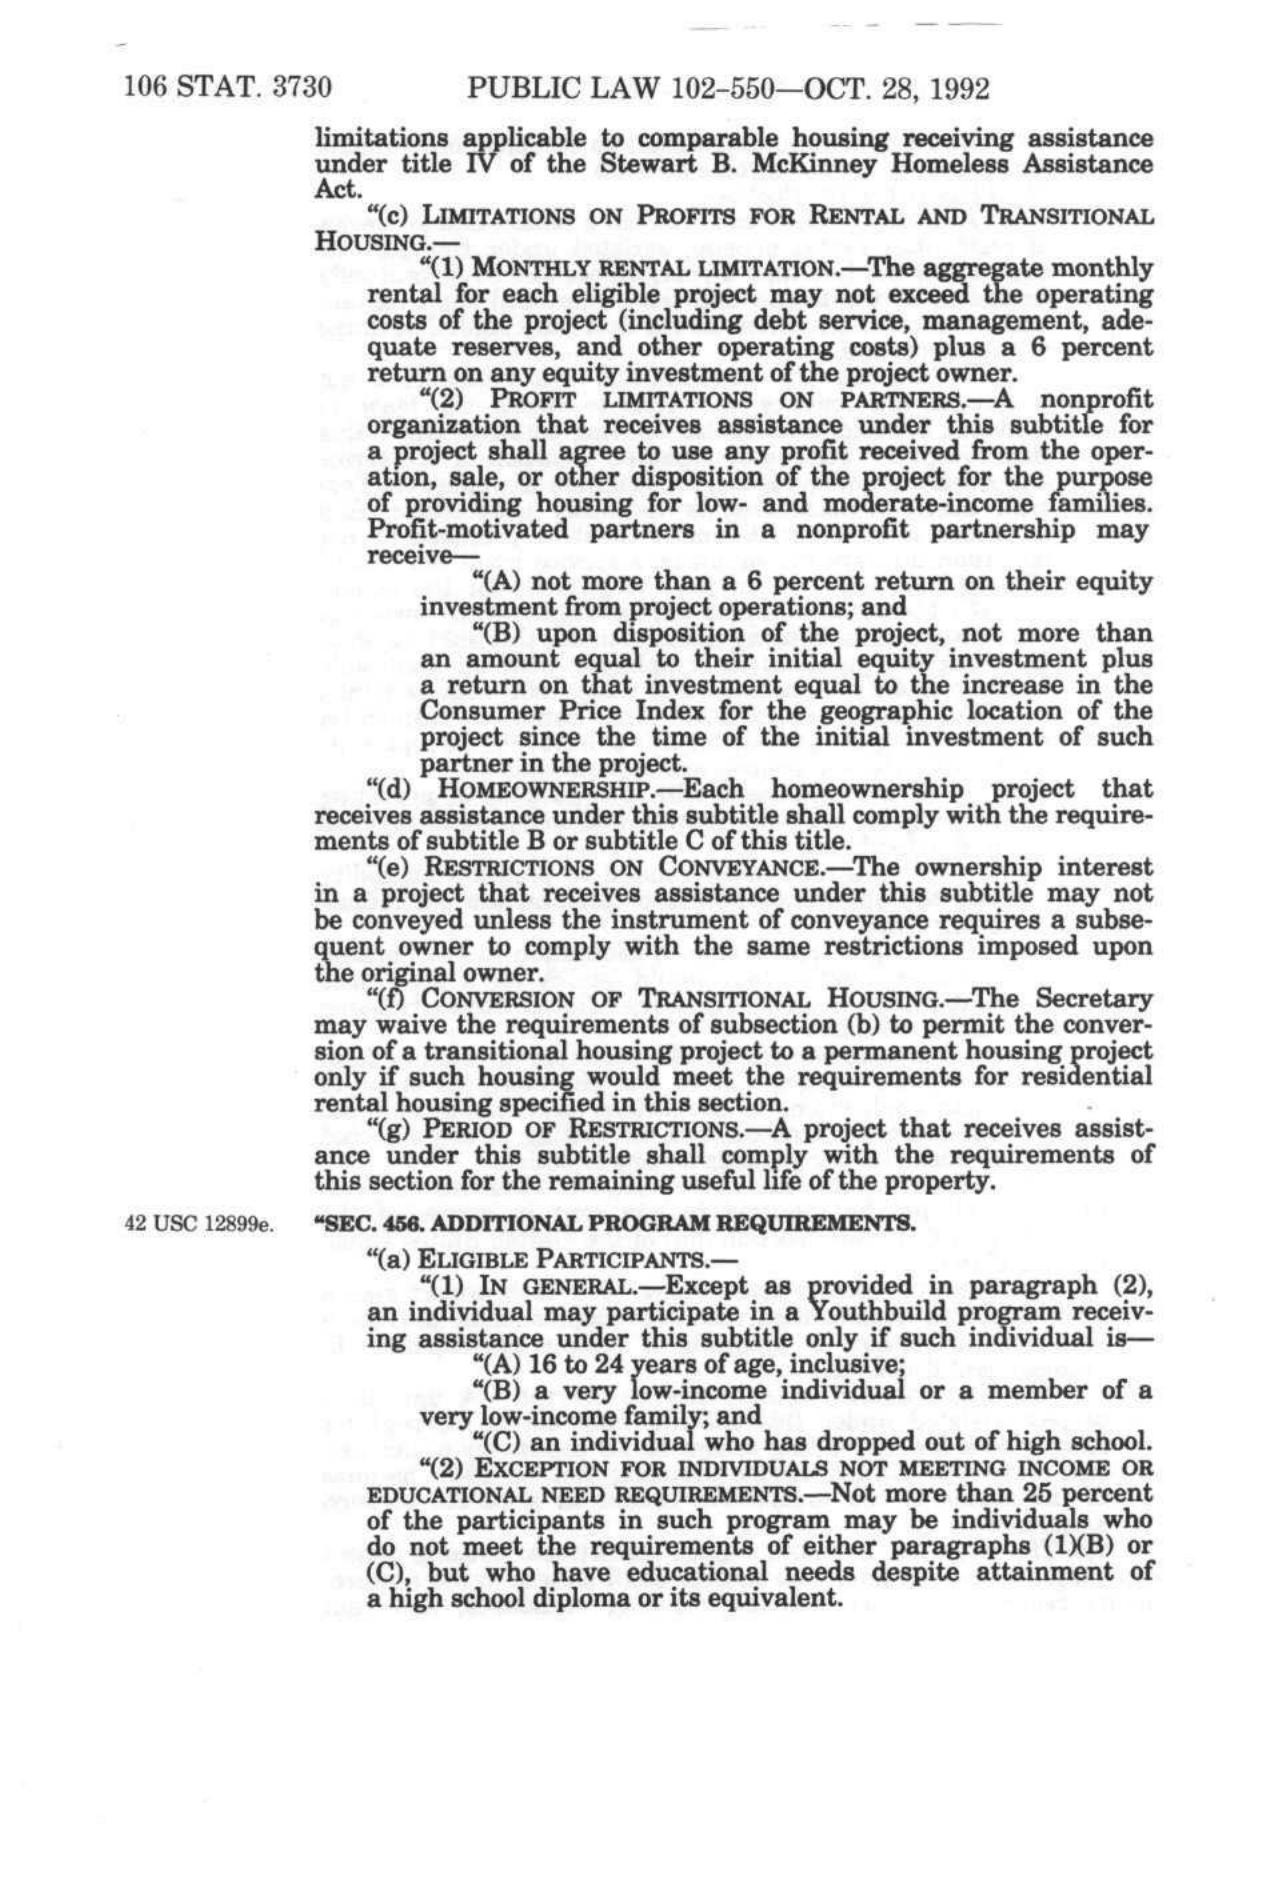 106 STAT. 3730 PUBLIC LAW 102–550—OCT. 28, 1992
limitations applicable to comparable housing receiving assistance
under title IV of the Stewart B. McKinney Homeless Assistance
Act.
“(c) LIMITATIONS ON PROFITS FOR RENTAL AND TRANSITIONAL
HOUSING.—
“(1) MONTHLY RENTAL LIMITATION.—The aggregate monthly
rental for each eligible project may not exceed the operating
costs of the project (including debt service, management, ade-
quate reserves, and other operating costs) plus a 6 percent
return on any equity investment of the project owner.
“(2) PROFIT LIMITATIONS ON PARTNERS.—A nonprofit
organization that receives assistance under this subtitle for
a project shall agree to use any profit received from the oper-
ation, sale, or other disposition of the project for the purpose
of providing housing for low- and moderate-income families.
Profit-motivated partners in a nonprofit partnership may
receive—
“(A) not more than a 6 percent return on their equity
investment from project operations; and
“(B) upon disposition of the project, not more than
an amount equal to their initial equity investment plus
a return on that investment equal to the increase in the
Consumer Price Index for the geographic location of the
project since the time of the initial investment of such
partner in the project.
“(d) HOMEOWNERSHIP.—Each homeownership project that
receives assistance under this subtitle shall comply with the require-
ments of subtitle B or subtitle C of this title.
“(e) RESTRICTIONS ON CONVEYANCE.—The ownership interest
in a project that receives assistance under this subtitle may not
be conveyed unless the instrument of conveyance requires a subse-
quent owner to comply with the same restrictions imposed upon
the original owner.
“(f) CONVERSION OF TRANSITIONAL HOUSING.—The Secretary
may waive the requirements of subsection (b) to permit the conver-
sion of a transitional housing project to a permanent housing project
only if such housing would meet the requirements for residential
rental housing specified in this section.
“(g) PERIOD OF RESTRICTIONS.—A project that receives assist-
ance under this subtitle shall comply with the requirements of
this section for the remaining useful life of the property.
42 USC 12899e. “SEC. 456. ADDITIONAL PROGRAM REQUIREMENTS.
“(a) ELIGIBLE PARTICIPANTS.—
“(1) IN GENERAL.—Except as provided in paragraph (2),
an individual may participate in a Youthbuild program receiv-
ing assistance under this subtitle only if such individual is—
“(A) 16 to 24 years of age, inclusive;
“(B) a very low-income individual or a member of a
very low-income family; and
“(C) an individual who has dropped out of high school.
“(2) EXCEPTION FOR INDIVIDUALS NOT MEETING INCOME OR
EDUCATIONAL NEED REQUIREMENTS.—Not more than 25 percent
of the participants in such program may be individuals who
do not meet the requirements of either paragraphs (1)(B) or
(C), but who have educational needs despite attainment of
a high school diploma or its equivalent.